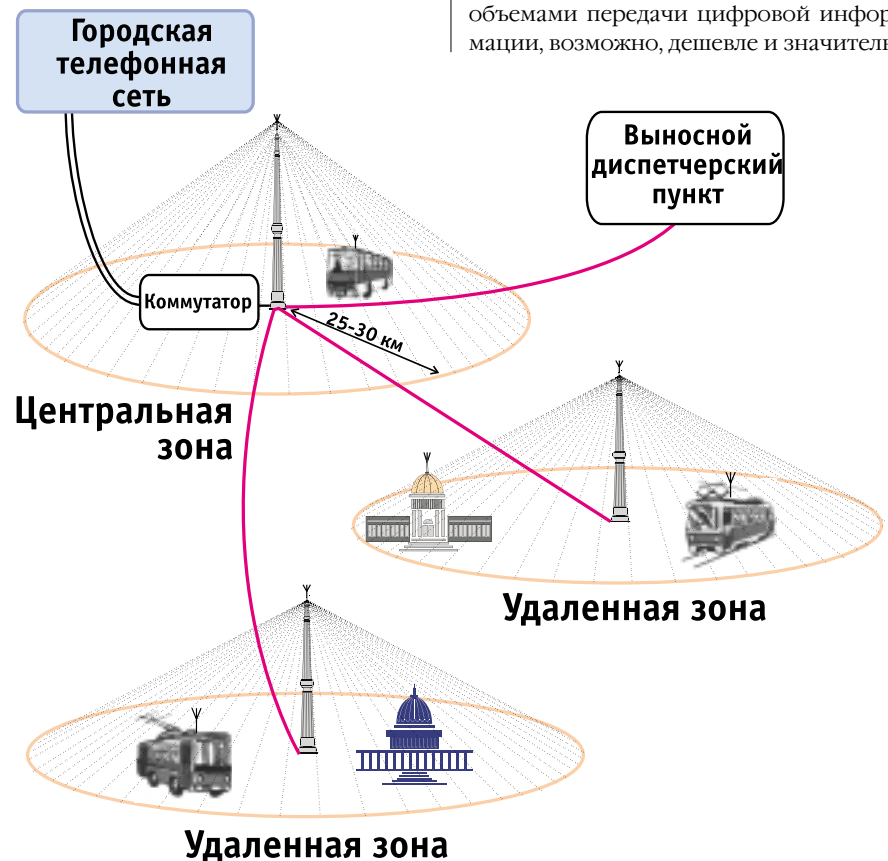 объемами передачи цифровой инфор-
мации, возможно, дешевле и значитель
Городская
телефонная
сеть
Выносной
диспетчерский
пункт
Коммутатор
25-30 км
Центральная
зона
Удаленная зона
Удаленная зона